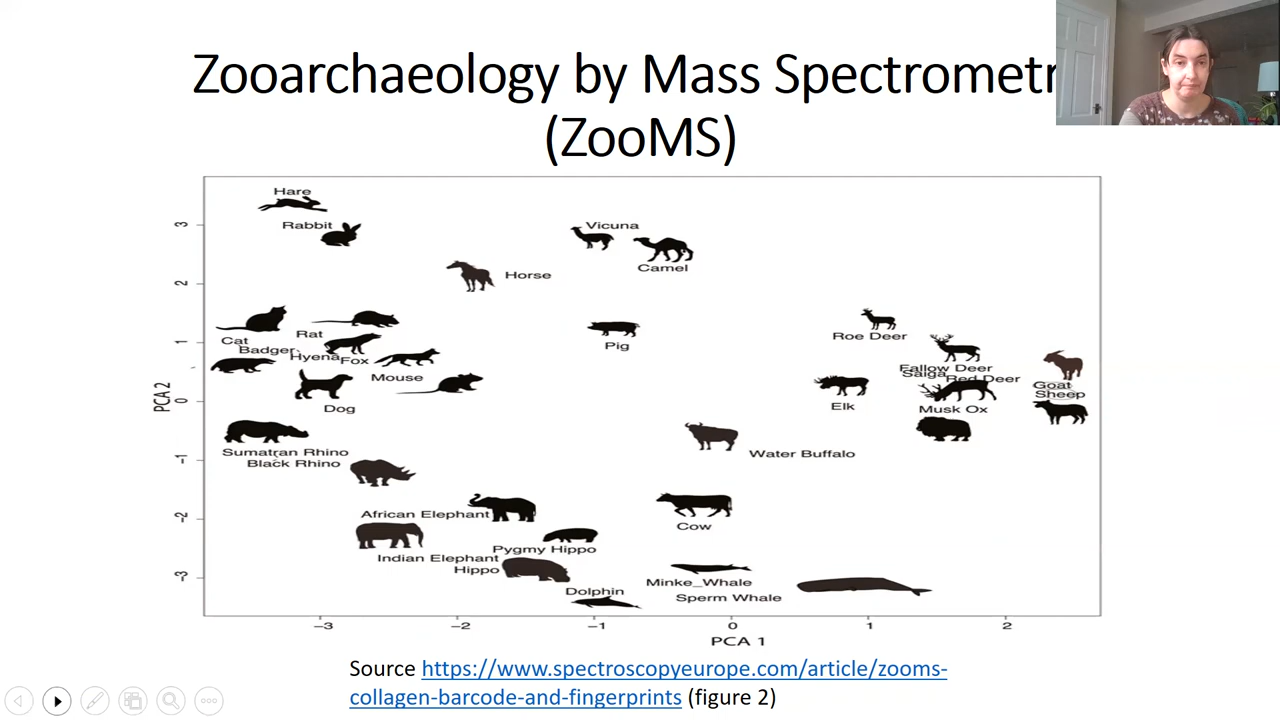 Zooarchaeology by Mass Spectrometr
(ZooMS)
Hare
Rabbit
Vicuna
Camel
Horse
Pig
Roe Deer
Cat
Rat
Badger
Hyena
Fox
Mouse
Dog
Fallow Deer
Saiga
Red Deer
Elk
Musk Ox
Goat
Sheep
Sumatran Rhino
Black Rhino
Water Buffalo
African Elephant
Cow
Indian Elephant
Pygmy Hippo
Hippo
Dolphin
Minke_Whale
Sperm Whale
PCA 2
3
2
1
0
-1
-2
-3
−3
−2
−1
0
1
2
PCA 1
Source https://www.spectroscopyeurope.com/article/zooms-
collagen-barcode-and-fingerprints (figure 2)